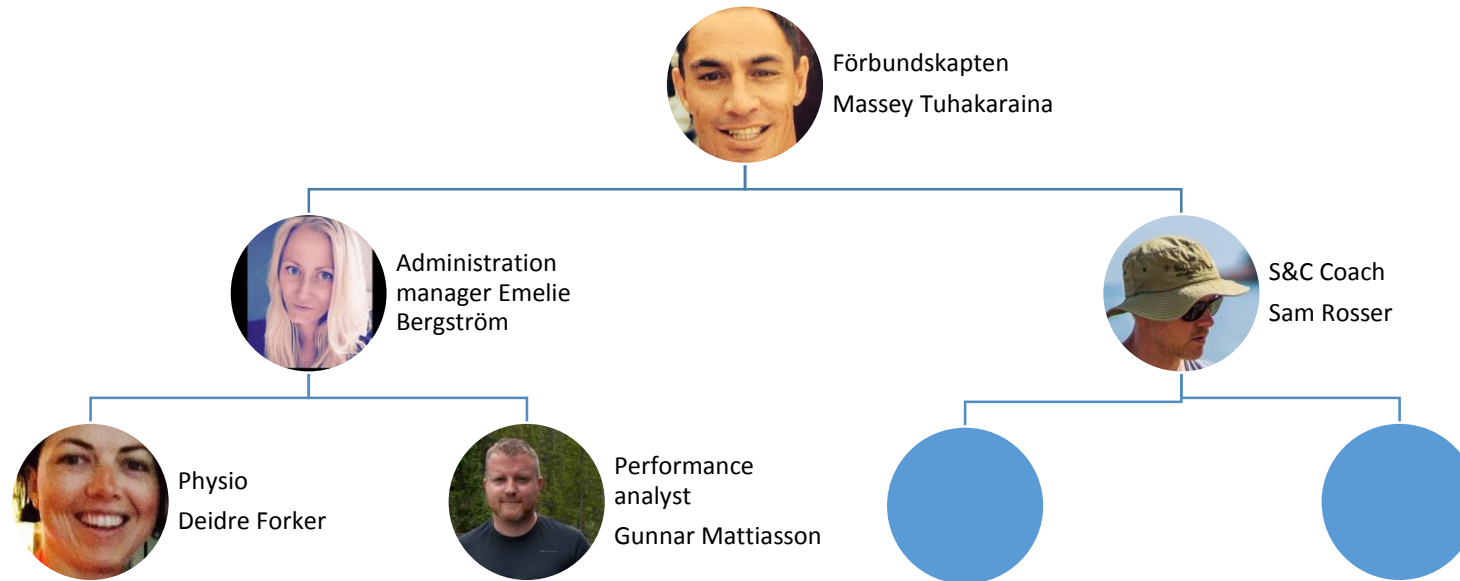 Förbundskapten
Massey Tuhakaraina
Administration
manager Emelie
Bergström
S&C Coach
Sam Rosser
Physio
Deidre Forker
Performance
analyst
Gunnar Mattiasson